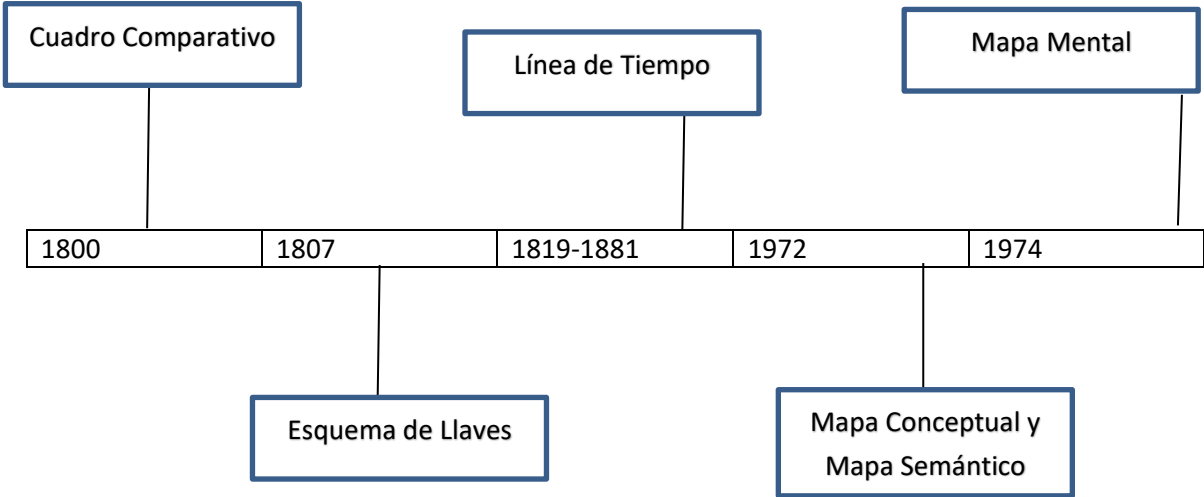 Cuadro Comparativo
Línea de Tiempo
Mapa Mental
1800
1807
1819-1881
1972
1974
Esquema de Llaves
Mapa Conceptual y
Mapa Semántico